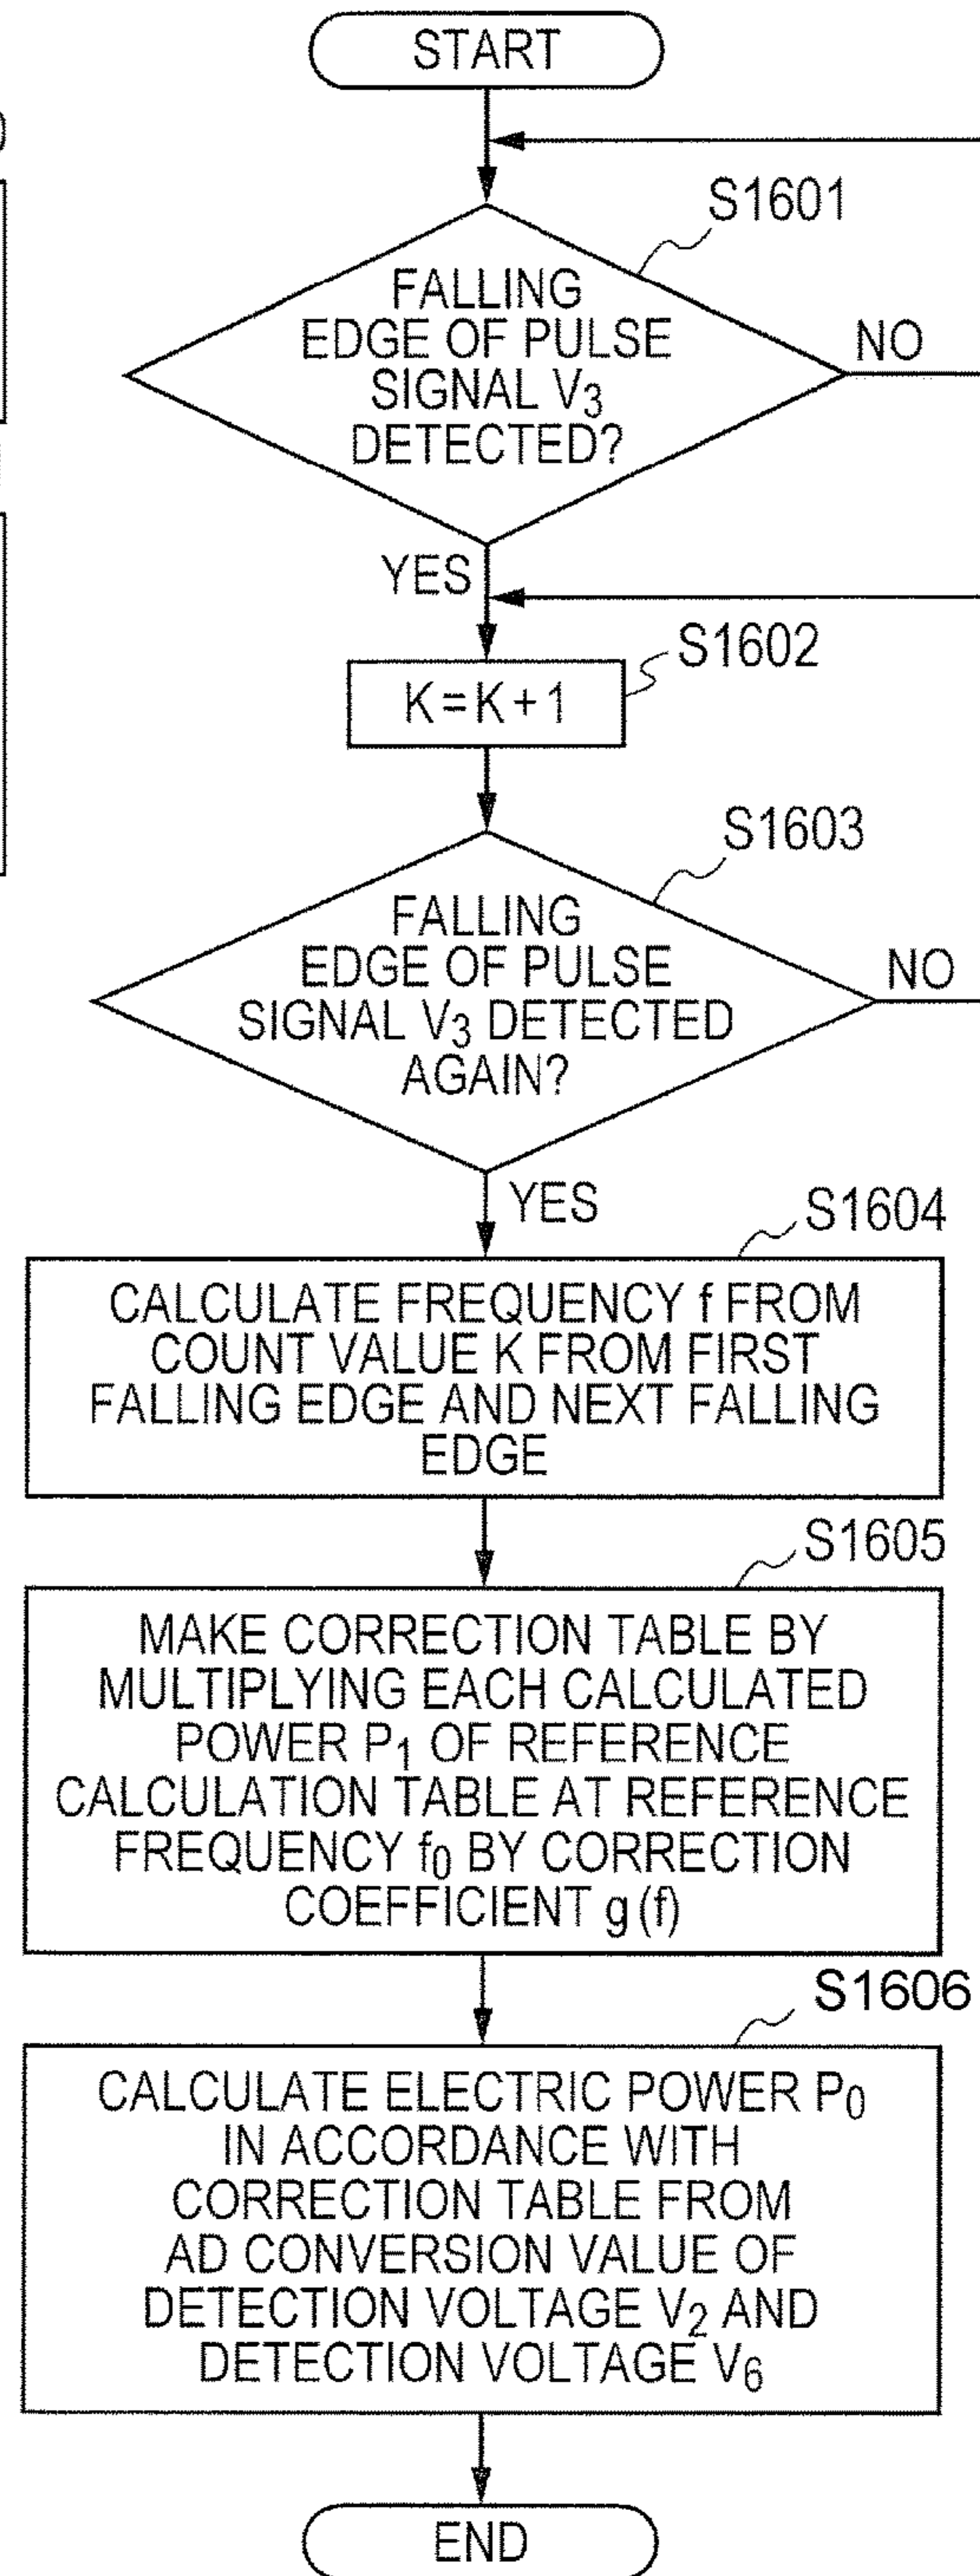 START
S1601
FALLING
EDGE OF PULSE
SIGNAL V3
DETECTED?
NO
YES
S1602
K=K+1
S1603
FALLING
EDGE OF PULSE
SIGNAL V3 DETECTED
AGAIN?
NO
YES
S1604
CALCULATE FREQUENCY f FROM
COUNT VALUE K FROM FIRST
FALLING EDGE AND NEXT FALLING
EDGE
S1605
MAKE CORRECTION TABLE BY
MULTIPLYING EACH CALCULATED
POWER P1 OF REFERENCE
CALCULATION TABLE AT REFERENCE
FREQUENCY f0 BY CORRECTION
COEFFICIENT g(f)
S1606
CALCULATE ELECTRIC POWER P0
IN ACCORDANCE WITH
CORRECTION TABLE FROM
AD CONVERSION VALUE OF
DETECTION VOLTAGE V2 AND
DETECTION VOLTAGE V6
END